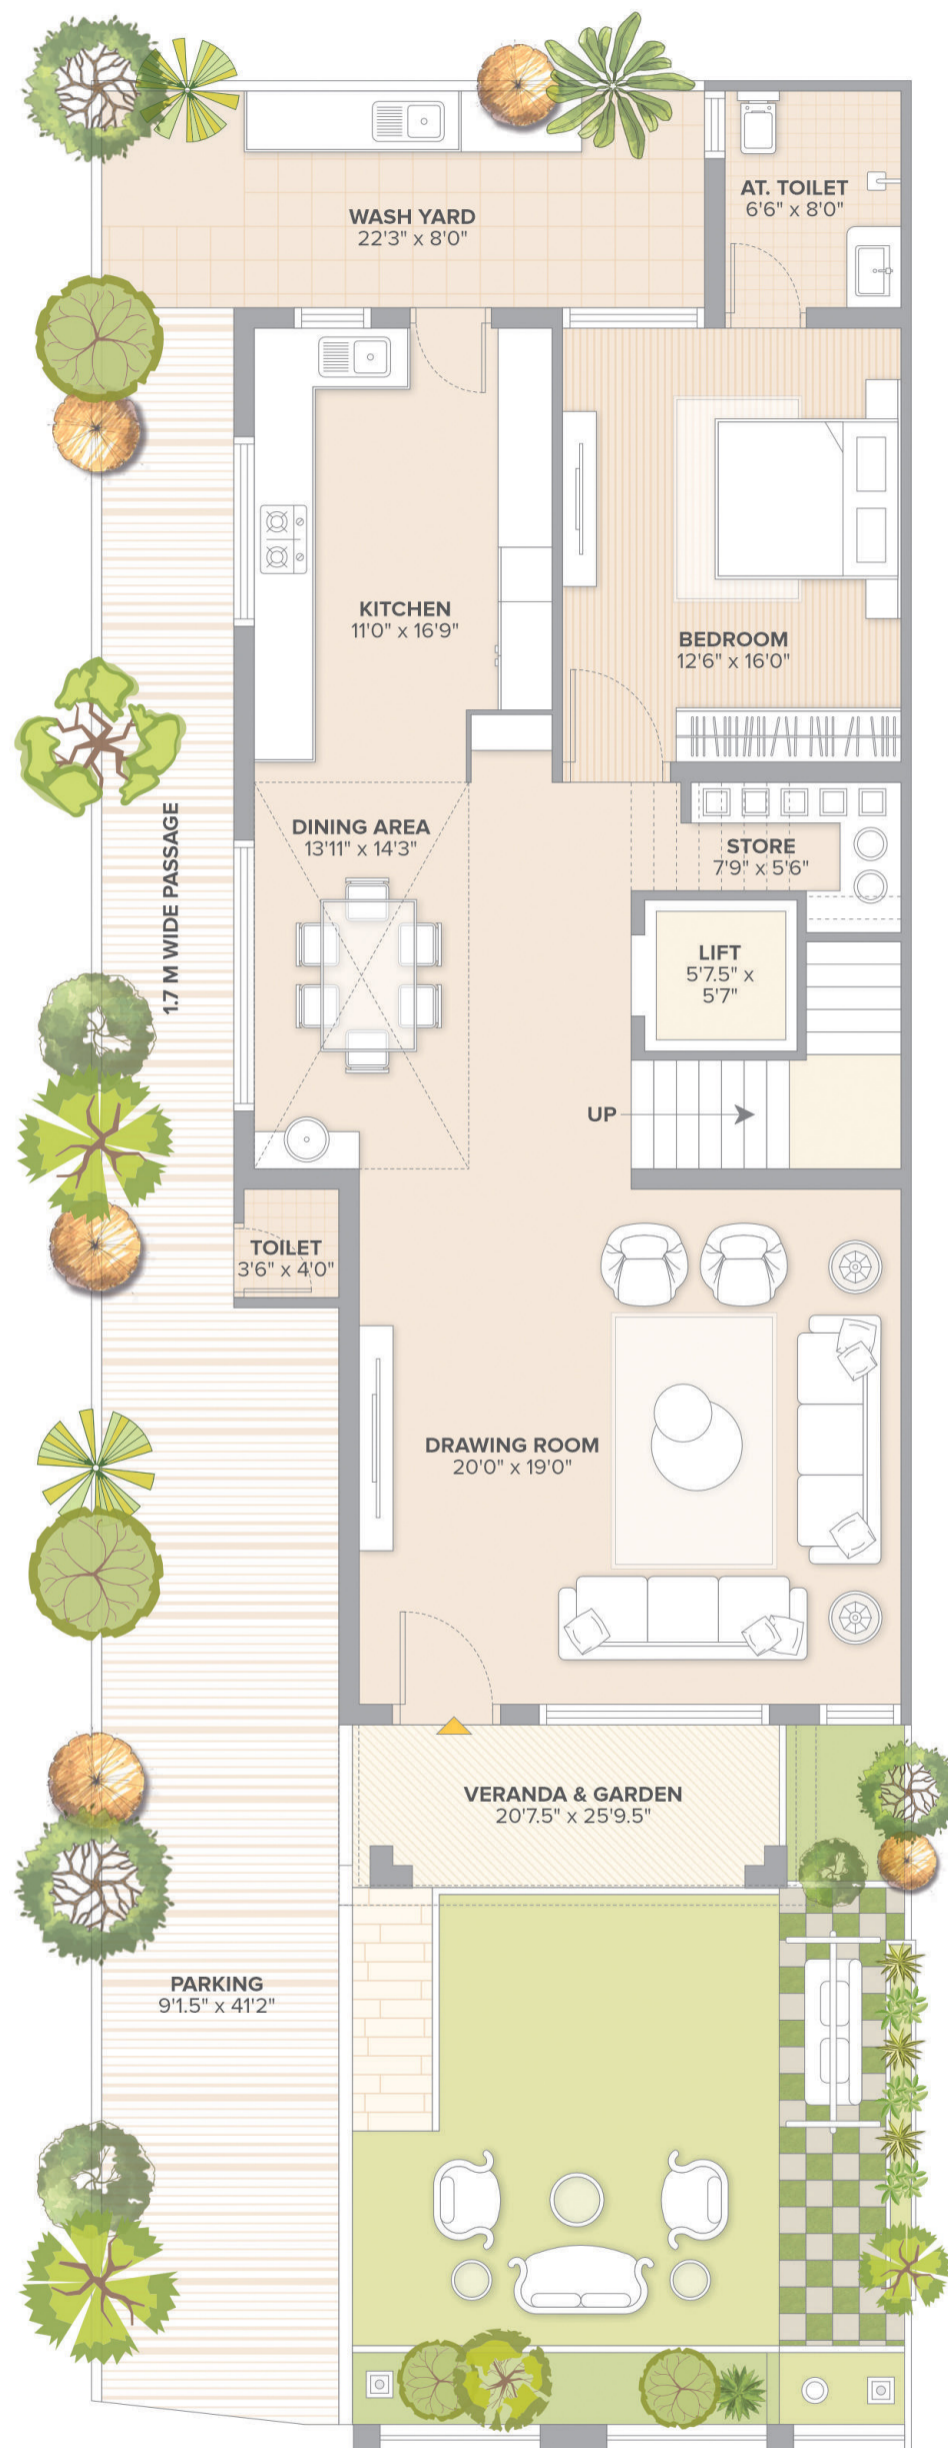 AT. TOILET
6'6" x 8'0"
WASH YARD
22'3" x 8'0"
KITCHEN
11'0" x 16'9"
BEDROOM
12'6" x 16'0"
1.7 M WIDE PASSAGE
DINING AREA
13'11" x 14'3"
STORE
7'9" x 5'6"
LIFT
5'7.5" x
5'7"
UP
TOILET
3'6" x 4'0"
DRAWING ROOM
20'0" x 19'0"
VERANDA & GARDEN
20'7.5" x 25'9.5"
PARKING
9'1.5" x 41'2"